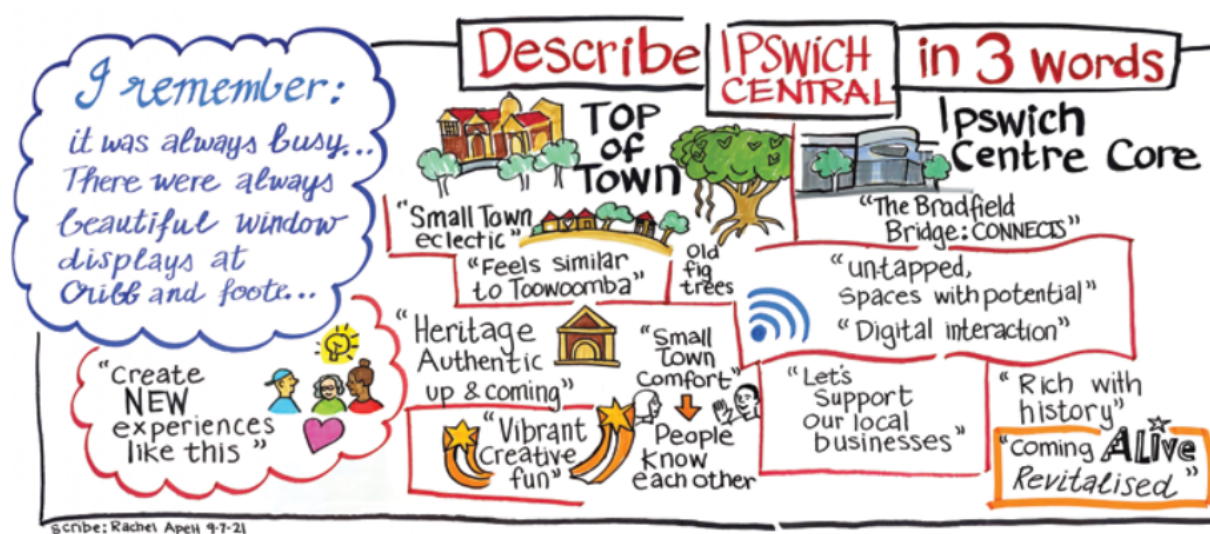 Describe IPSWICH CENTRAL in 3 words
I remember:
it was always busy...
There were always
beautiful window
displays at
Cribb and foote...
"Create
NEW
experiences
like this"
TOP
of
Town
"Small Town
eclectic"
"Feels similar
to Toowoomba"
Old
fig
trees
"Heritage
Authentic
up & coming"
"Small
Town
Comfort"
People
know
each other
"Vibrant
Creative
fun"
Ipswich
Centre Core
"The Bradfield
Bridge: CONNECTS"
"un-tapped,
spaces with potential"
"Digital interaction"
"Let's
Support
our local
businesses"
"Rich with
history"
"Coming ALive
Revitalised"
scribe: Rachel Apelt 9-7-21